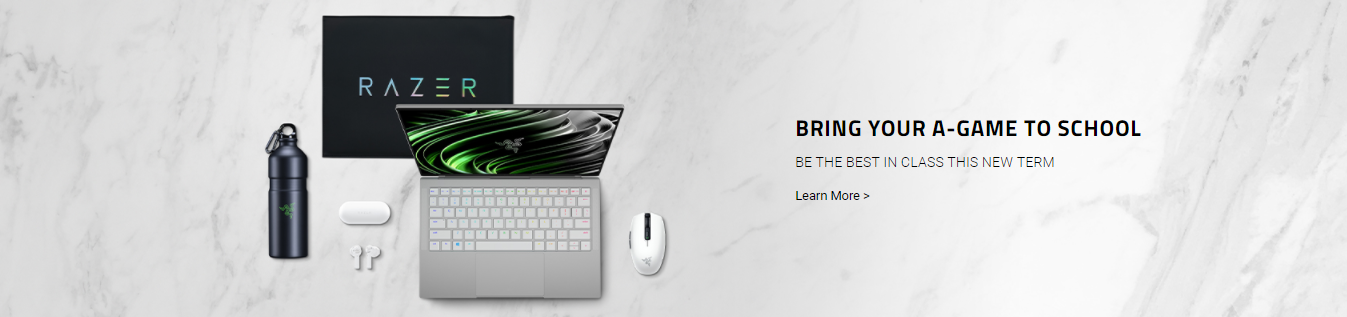 RAZER
BRING YOUR A-GAME TO SCHOOL
BE THE BEST IN CLASS THIS NEW TERM
Learn More >